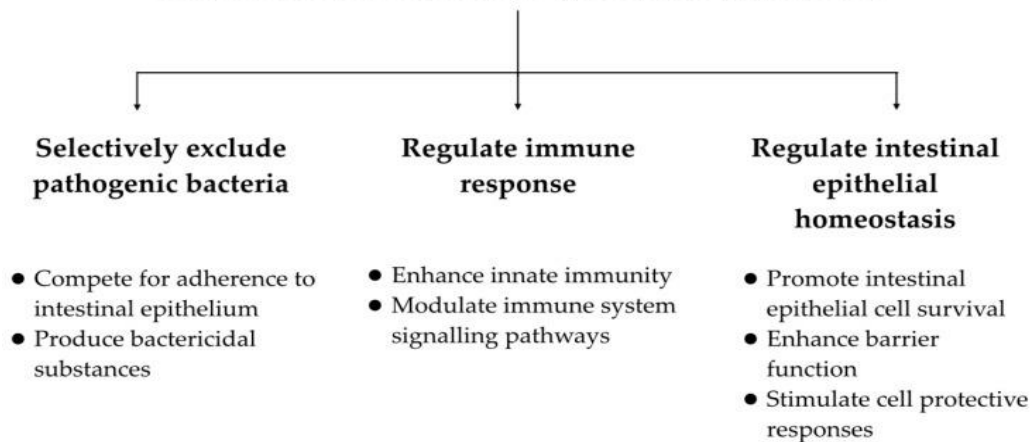 Selectively exclude
pathogenic bacteria
● Compete for adherence to
intestinal epithelium
● Produce bactericidal
substances
Regulate immune
response
● Enhance innate immunity
● Modulate immune system
signalling pathways
Regulate intestinal
epithelial
homeostasis
● Promote intestinal
epithelial cell survival
● Enhance barrier
function
● Stimulate cell protective
responses